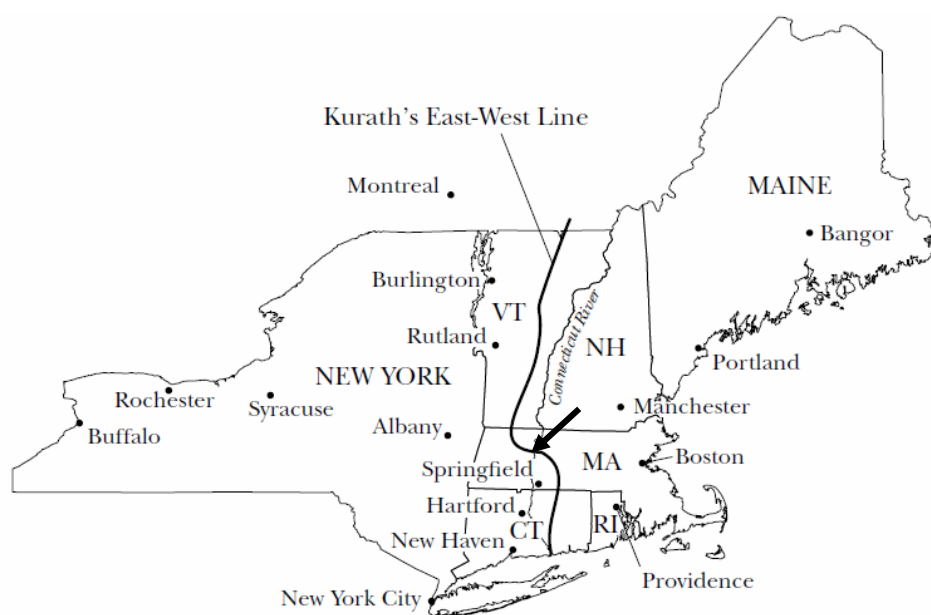 Kurath's East-West Line
Montreal
MAINE
Bangor
Burlington
VT
Connecticut River
Rutland
NH
Portland
NEW YORK
Rochester
Syracuse
Manchester
Buffalo
Albany
Springfield
MA
Boston
Hartford
CT
RI
New Haven
Providence
New York City